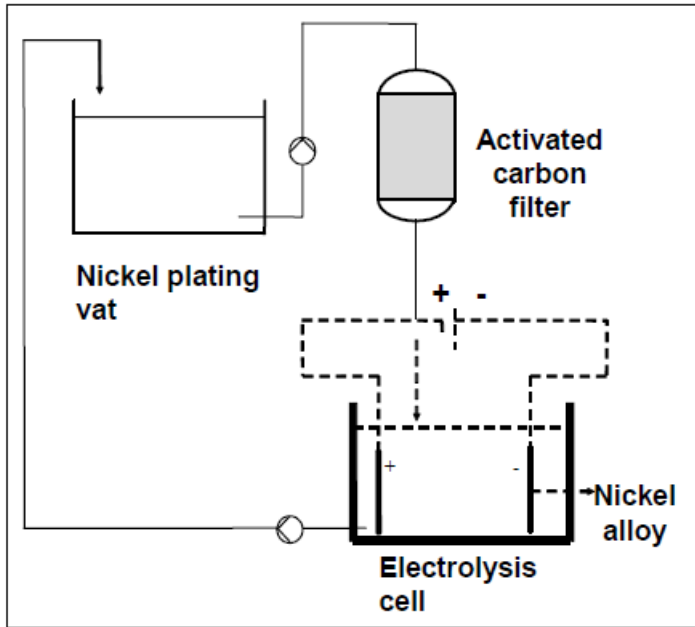 Activated
carbon
filter
Nickel plating
vat
+ -
+ -
Nickel
alloy
Electrolysis
cell